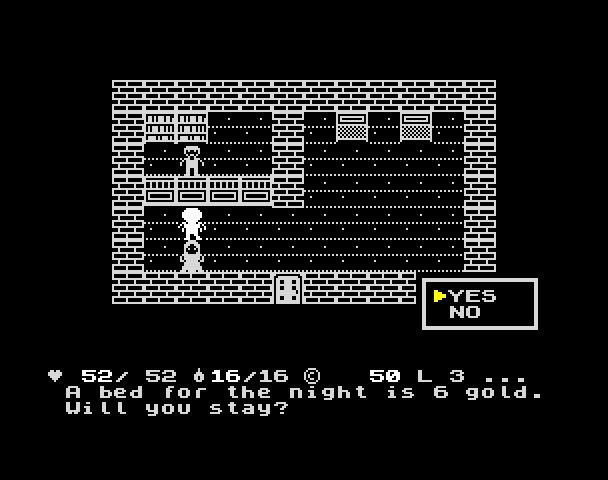 YES
NO
♥ 52/ 52 16/16 © 50 L 3 ...
A bed for the night is 6 gold.
Will you stay?